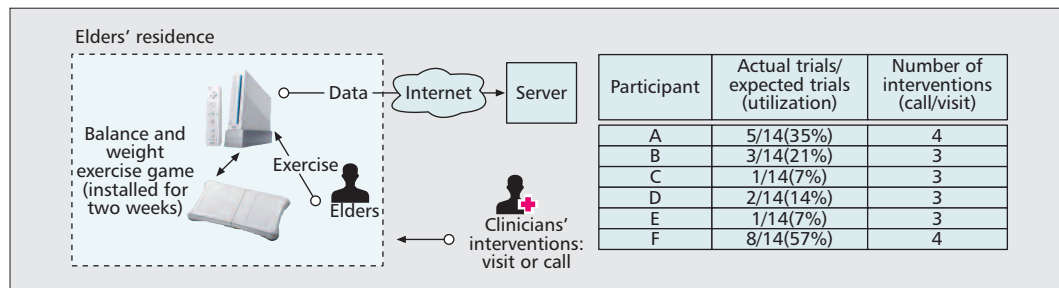 Elders' residence
Data
Internet
Server
Balance and
weight
exercise game
(installed for
two weeks)
Exercise
Elders
Clinicians'
interventions:
visit or call
Participant
Actual trials/
expected trials
(utilization)
Number of
interventions
(call/visit)
A 5/14(35%) 4
B 3/14(21%) 3
C 1/14(7%) 3
D 2/14(14%) 3
E 1/14(7%) 3
F 8/14(57%) 4